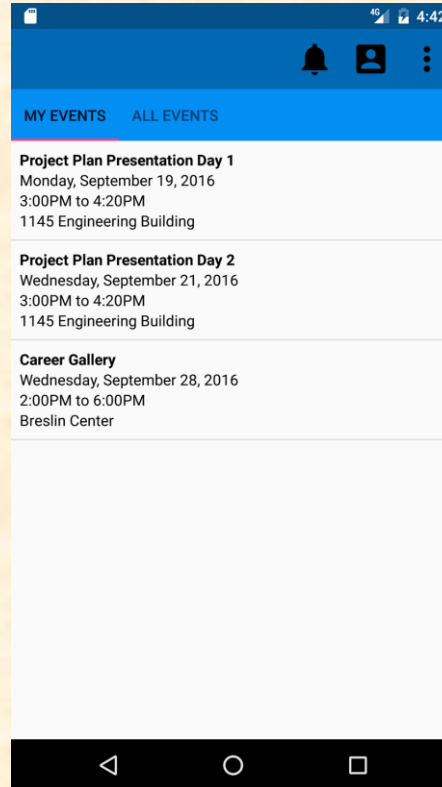 4G 4:42
MY EVENTS ALL EVENTS
Project Plan Presentation Day 1
Monday, September 19, 2016
3:00PM to 4:20PM
1145 Engineering Building
Project Plan Presentation Day 2
Wednesday, September 21, 2016
3:00PM to 4:20PM
1145 Engineering Building
Career Gallery
Wednesday, September 28, 2016
2:00PM to 6:00PM
Breslin Center